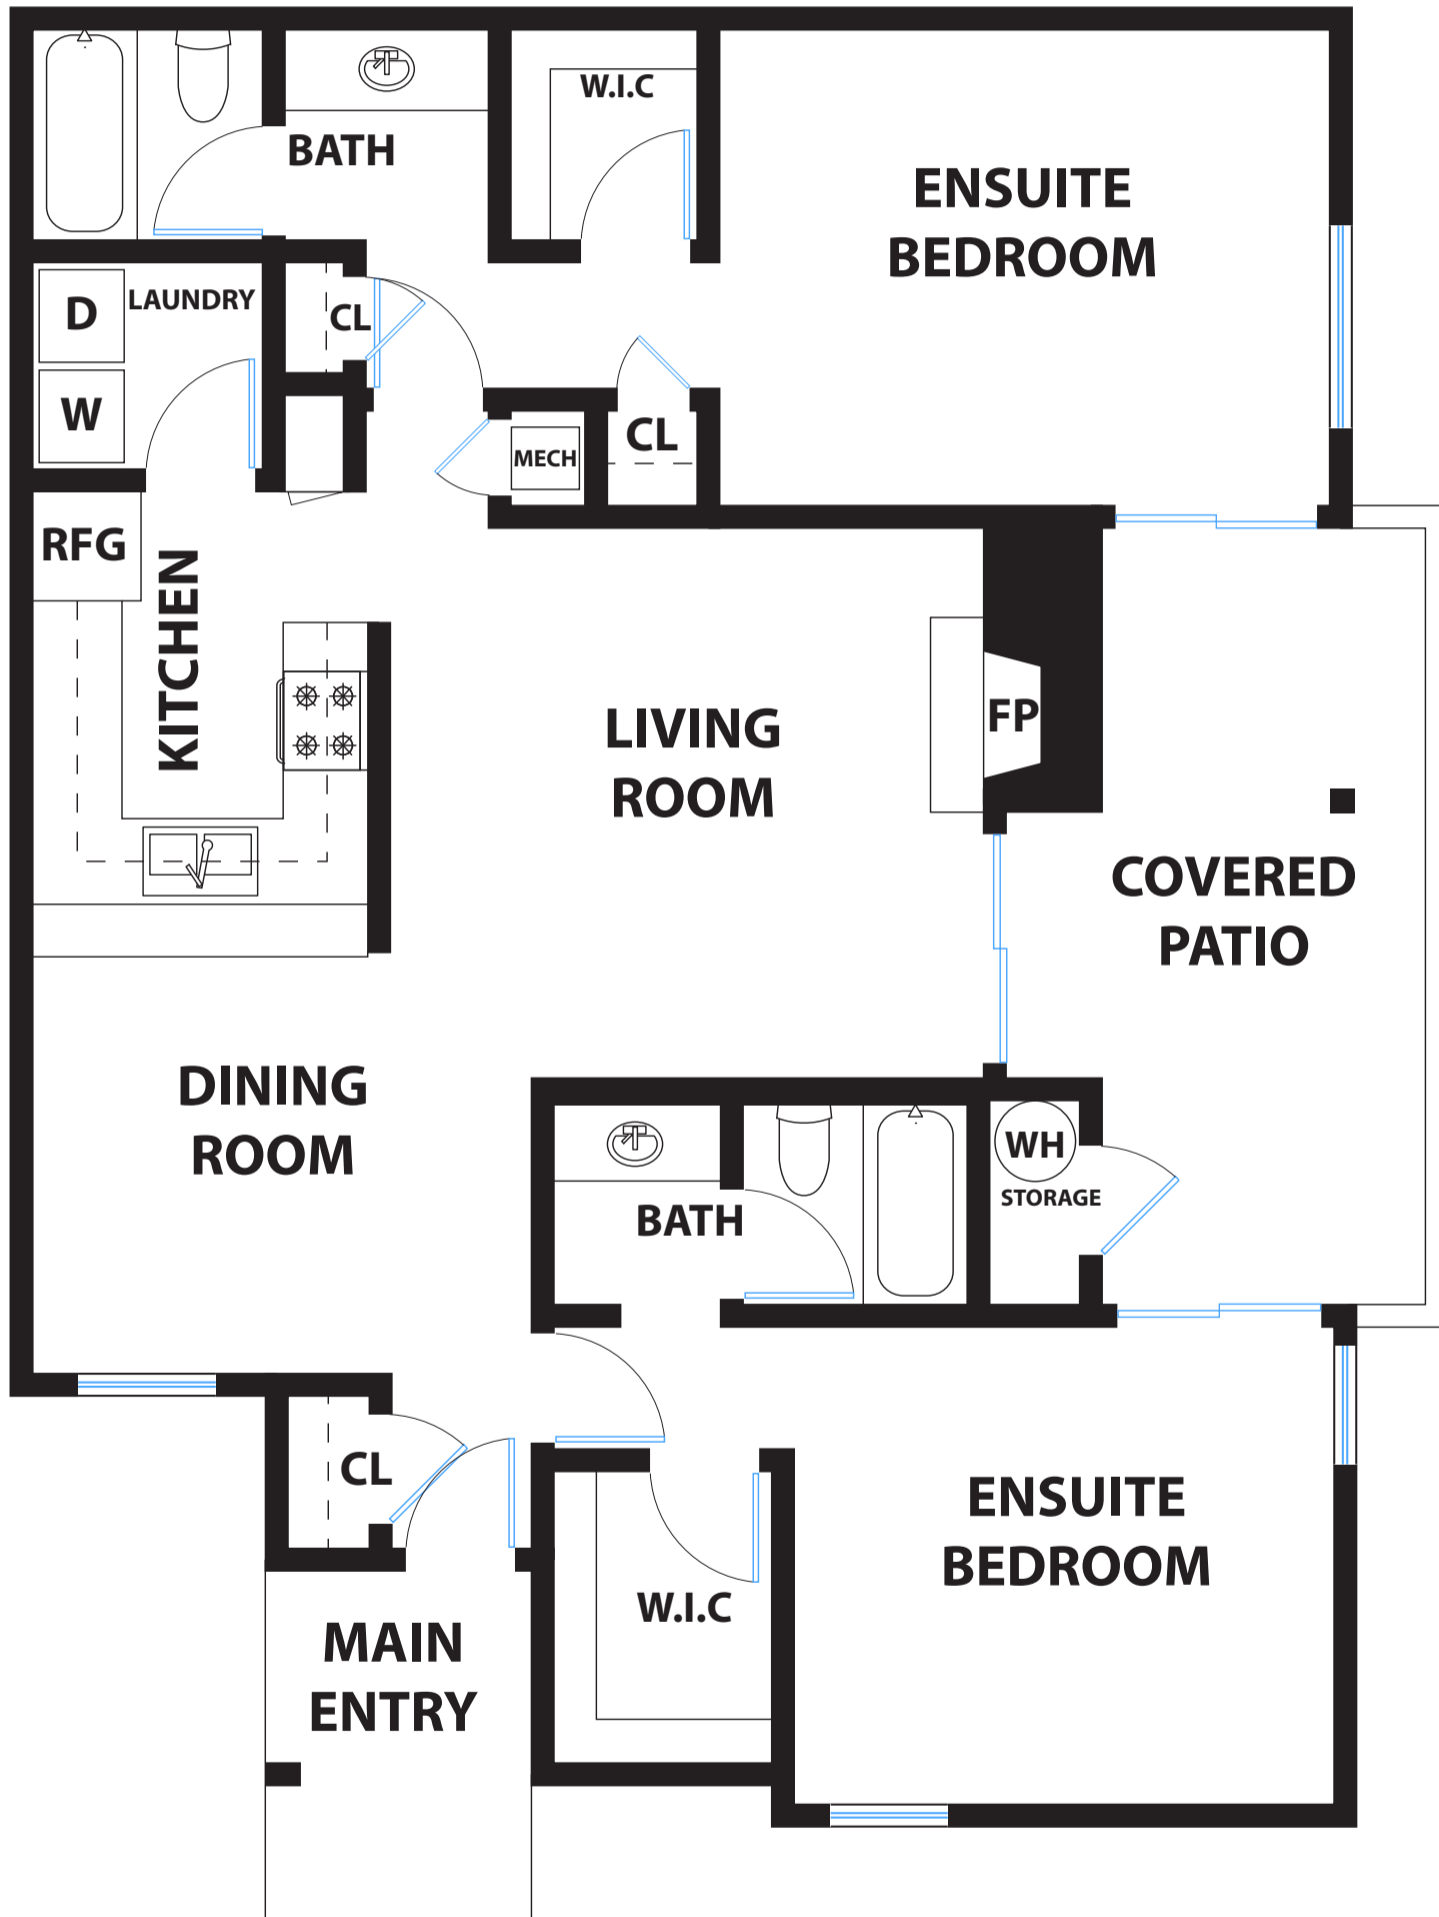 W.I.C
BATH
ENSUITE
BEDROOM
D
LAUNDRY
CL
W
CL
MECH
RFG
KITCHEN
LIVING
ROOM
FP
COVERED
PATIO
DINING
ROOM
WH
STORAGE
BATH
CL
ENSUITE
BEDROOM
W.I.C
MAIN
ENTRY